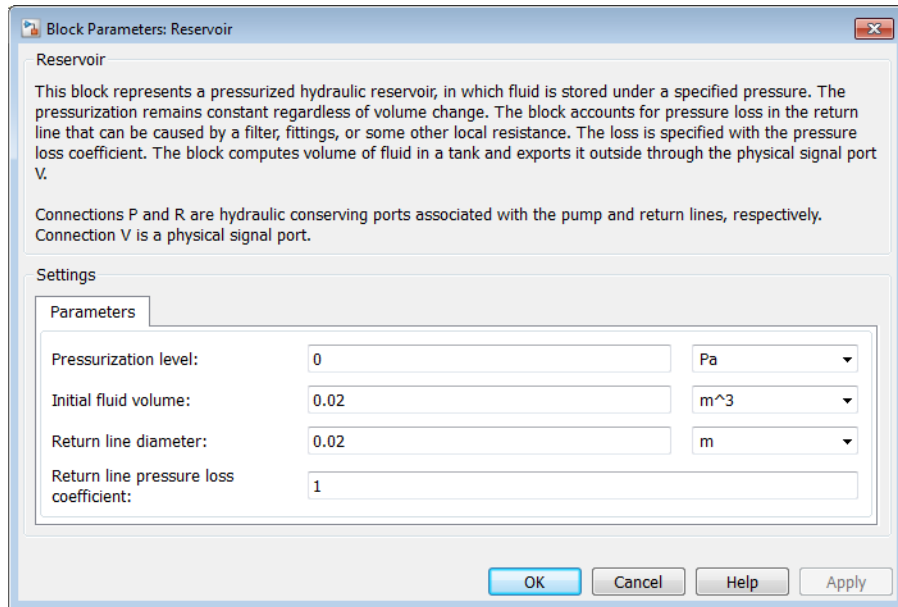 Block Parameters: Reservoir
Reservoir
This block represents a pressurized hydraulic reservoir, in which fluid is stored under a specified pressure. The
pressurization remains constant regardless of volume change. The block accounts for pressure loss in the return
line that can be caused by a filter, fittings, or some other local resistance. The loss is specified with the pressure
loss coefficient. The block computes volume of fluid in a tank and exports it outside through the physical signal port
V.
Connections P and R are hydraulic conserving ports associated with the pump and return lines, respectively.
Connection V is a physical signal port.
Settings
Parameters
Pressurization level: 0 Pa
Initial fluid volume: 0.02 m^3
Return line diameter: 0.02 m
Return line pressure loss
coefficient: 1
OK Cancel Help Apply